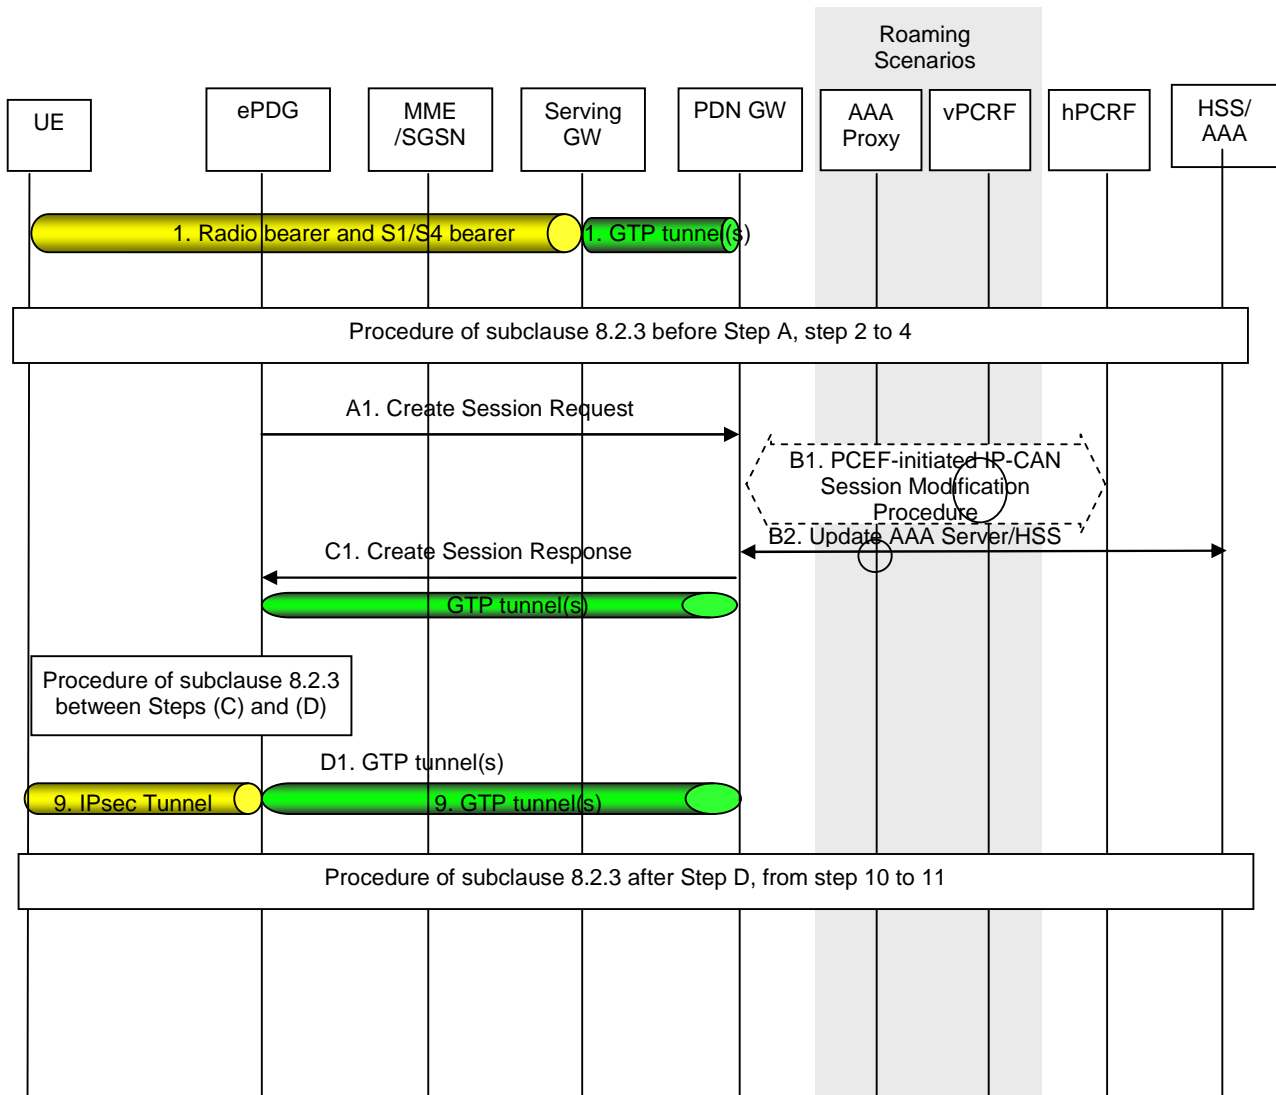 Roaming
Scenarios
UE
ePDG
MME
/SGSN
Serving
GW
PDN GW
AAA
Proxy
vPCRF
hPCRF
HSS/
AAA
1. Radio bearer and S1/S4 bearer
1. GTP tunnel(s)
Procedure of subclause 8.2.3 before Step A, step 2 to 4
A1. Create Session Request
B1. PCEF-initiated IP-CAN
Session Modification
Procedure
B2. Update AAA Server/HSS
C1. Create Session Response
GTP tunnel(s)
Procedure of subclause 8.2.3
between Steps (C) and (D)
D1. GTP tunnel(s)
9. IPsec Tunnel
9. GTP tunnel(s)
Procedure of subclause 8.2.3 after Step D, from step 10 to 11